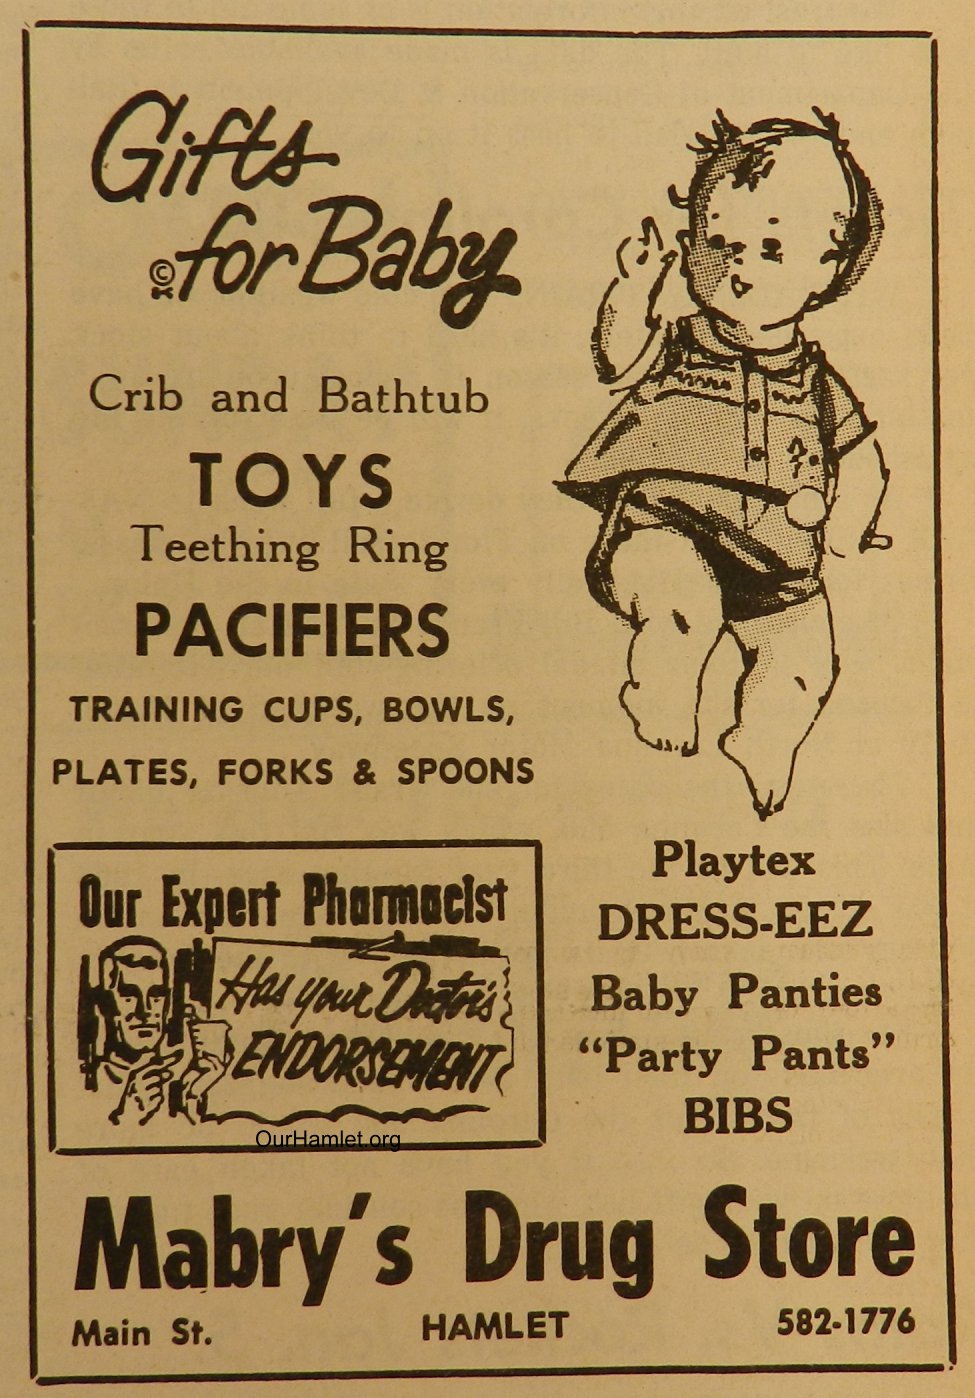 Gifts
© for Baby
Crib and Bathtub
TOYS
Teething Ring
PACIFIERS
TRAINING CUPS, BOWLS,
PLATES, FORKS & SPOONS
Our Expert Pharmacist
Has your Doctor's
ENDORSEMENT
OurHamlet.org
Playtex
DRESS-EEZ
Baby Panties
“Party Pants”
BIBS
Mabry's Drug Store
Main St. HAMLET 582-1776